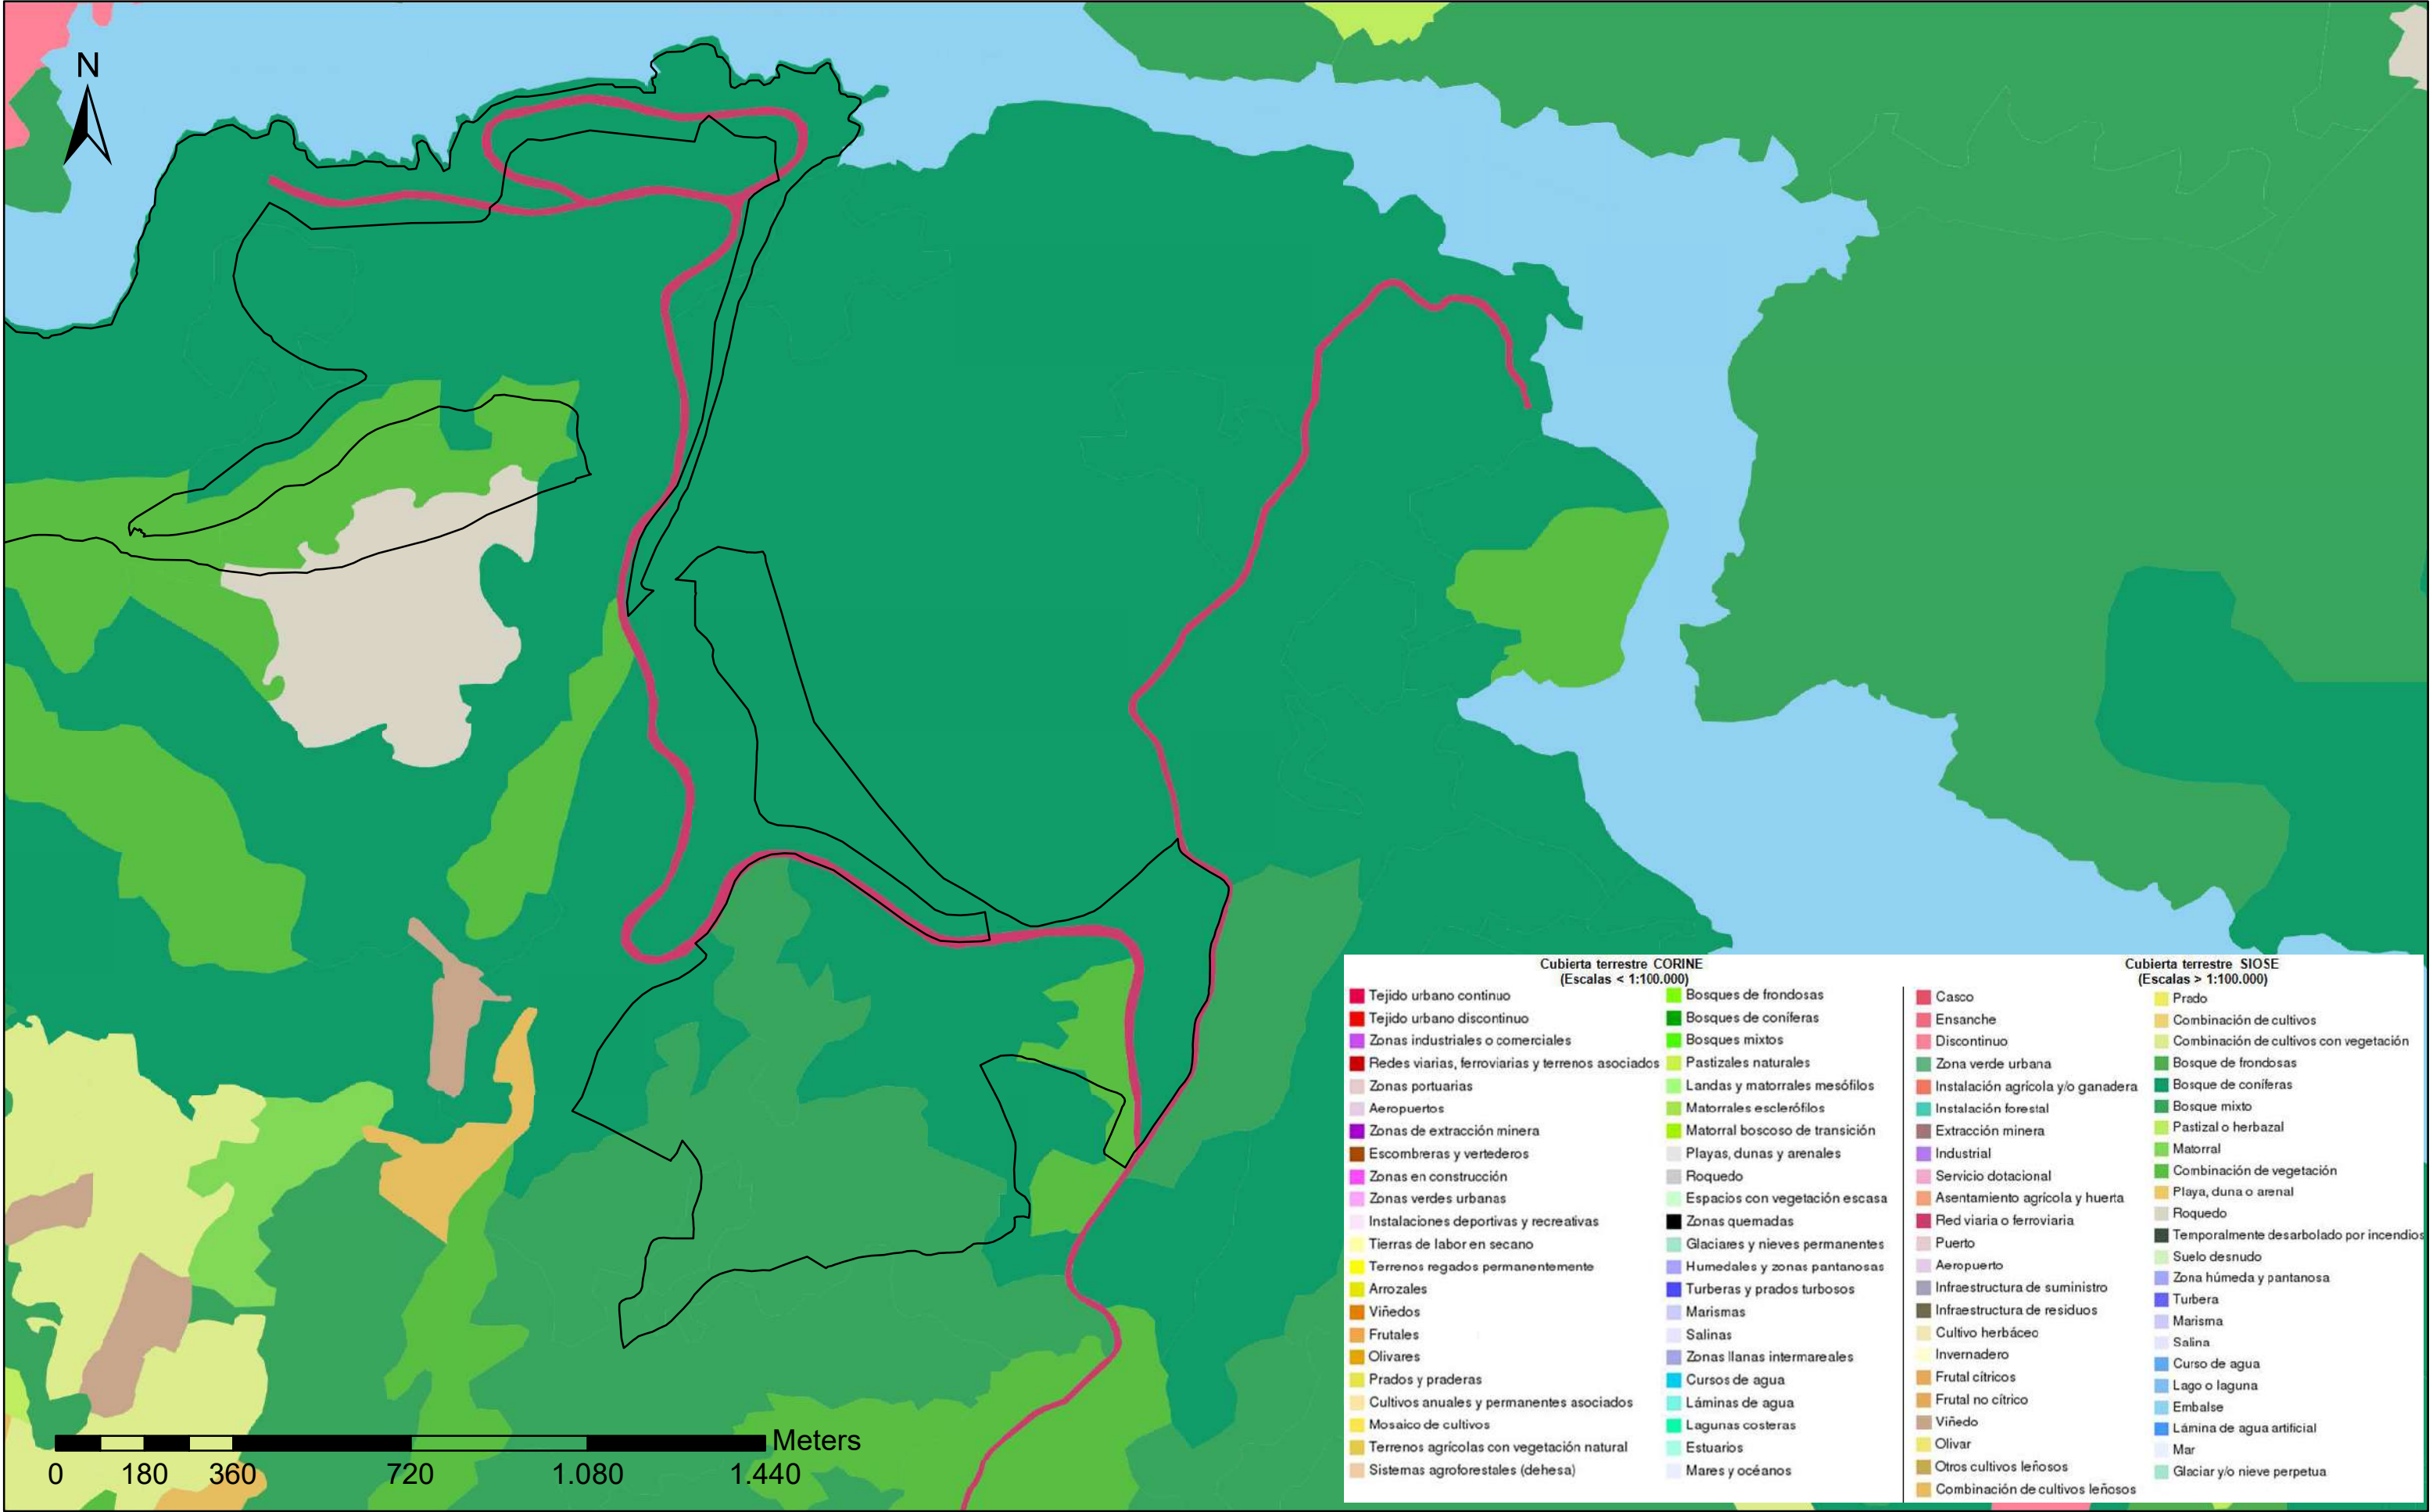 N
Cubierta terrestre CORINE
(Escalas < 1:100.000)
Tejido urbano continuo
Tejido urbano discontinuo
Zonas industriales o comerciales
Redes viarias, ferroviarias y terrenos asociados
Zonas portuarias
Aeropuertos
Zonas de extracción minera
Escombreras y vertederos
Zonas en construcción
Zonas verdes urbanas
Instalaciones deportivas y recreativas
Tierras de labor en secano
Terrenos regados permanentemente
Arrozales
Viñedos
Frutales
Olivares
Prados y praderas
Cultivos anuales y permanentes asociados
Mosaico de cultivos
Terrenos agrícolas con vegetación natural
Sistemas agroforestales (dehesa)
Bosques de frondosas
Bosques de coníferas
Bosques mixtos
Pastizales naturales
Landas y matorrales mesófilos
Matorrales esclerófilos
Matorral boscoso de transición
Playas, dunas y arenales
Roquedo
Espacios con vegetación escasa
Zonas quemadas
Glaciares y nieves permanentes
Humedales y zonas pantanosas
Turberas y prados turbosos
Marismas
Salinas
Zonas llanas intermareales
Cursos de agua
Láminas de agua
Lagunas costeras
Estuarios
Mares y océanos
Cubierta terrestre SIOSE
(Escalas > 1:100.000)
Casco
Ensanche
Discontinuo
Zona verde urbana
Instalación agrícola y/o ganadera
Instalación forestal
Extracción minera
Industrial
Servicio dotacional
Asentamiento agrícola y huerta
Red viaria o ferroviaria
Puerto
Aeropuerto
Infraestructura de suministro
Infraestructura de residuos
Cultivo herbáceo
Invernadero
Frutal cítricos
Frutal no cítrico
Viñedo
Olivar
Otros cultivos leñosos
Combinación de cultivos leñosos
Prado
Combinación de cultivos
Combinación de cultivos con vegetación
Bosque de frondosas
Bosque de coníferas
Bosque mixto
Pastizal o herbazal
Matorral
Combinación de vegetación
Playa, duna o arenal
Roquedo
Temporalmente desarbolado por incendios
Suelo desnudo
Zona húmeda y pantanosa
Turbera
Marisma
Salina
Curso de agua
Lago o laguna
Embalse
Lámina de agua artificial
Mar
Glaciar y/o nieve perpetua
Meters
0 180 360 720 1.080 1.440